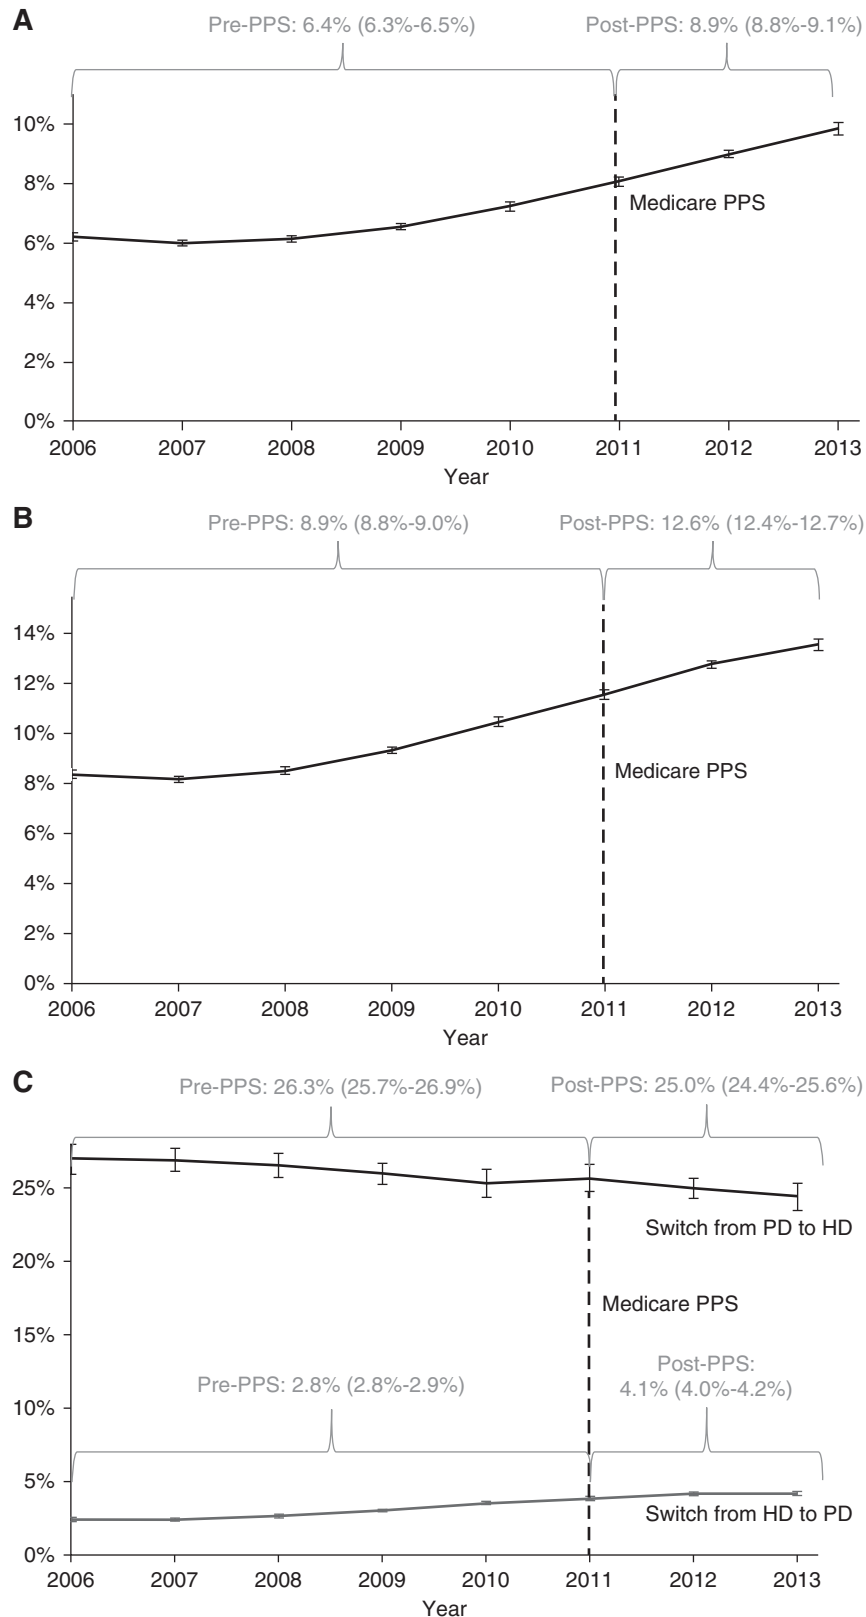 A
Pre-PPS: 6.4% (6.3%-6.5%)
Post-PPS: 8.9% (8.8%-9.1%)
10%
8%
Medicare PPS
6%
4%
2%
0%
2006 2007 2008 2009 2010 2011 2012 2013
Year
B
Pre-PPS: 8.9% (8.8%-9.0%)
Post-PPS: 12.6% (12.4%-12.7%)
14%
12%
10%
Medicare PPS
8%
6%
4%
2%
0%
2006 2007 2008 2009 2010 2011 2012 2013
Year
C
Pre-PPS: 26.3% (25.7%-26.9%)
Post-PPS: 25.0% (24.4%-25.6%)
25%
Switch from PD to HD
20%
Medicare PPS
15%
Post-PPS:
4.1% (4.0%-4.2%)
Pre-PPS: 2.8% (2.8%-2.9%)
10%
5%
Switch from HD to PD
0%
2006 2007 2008 2009 2010 2011 2012 2013
Year